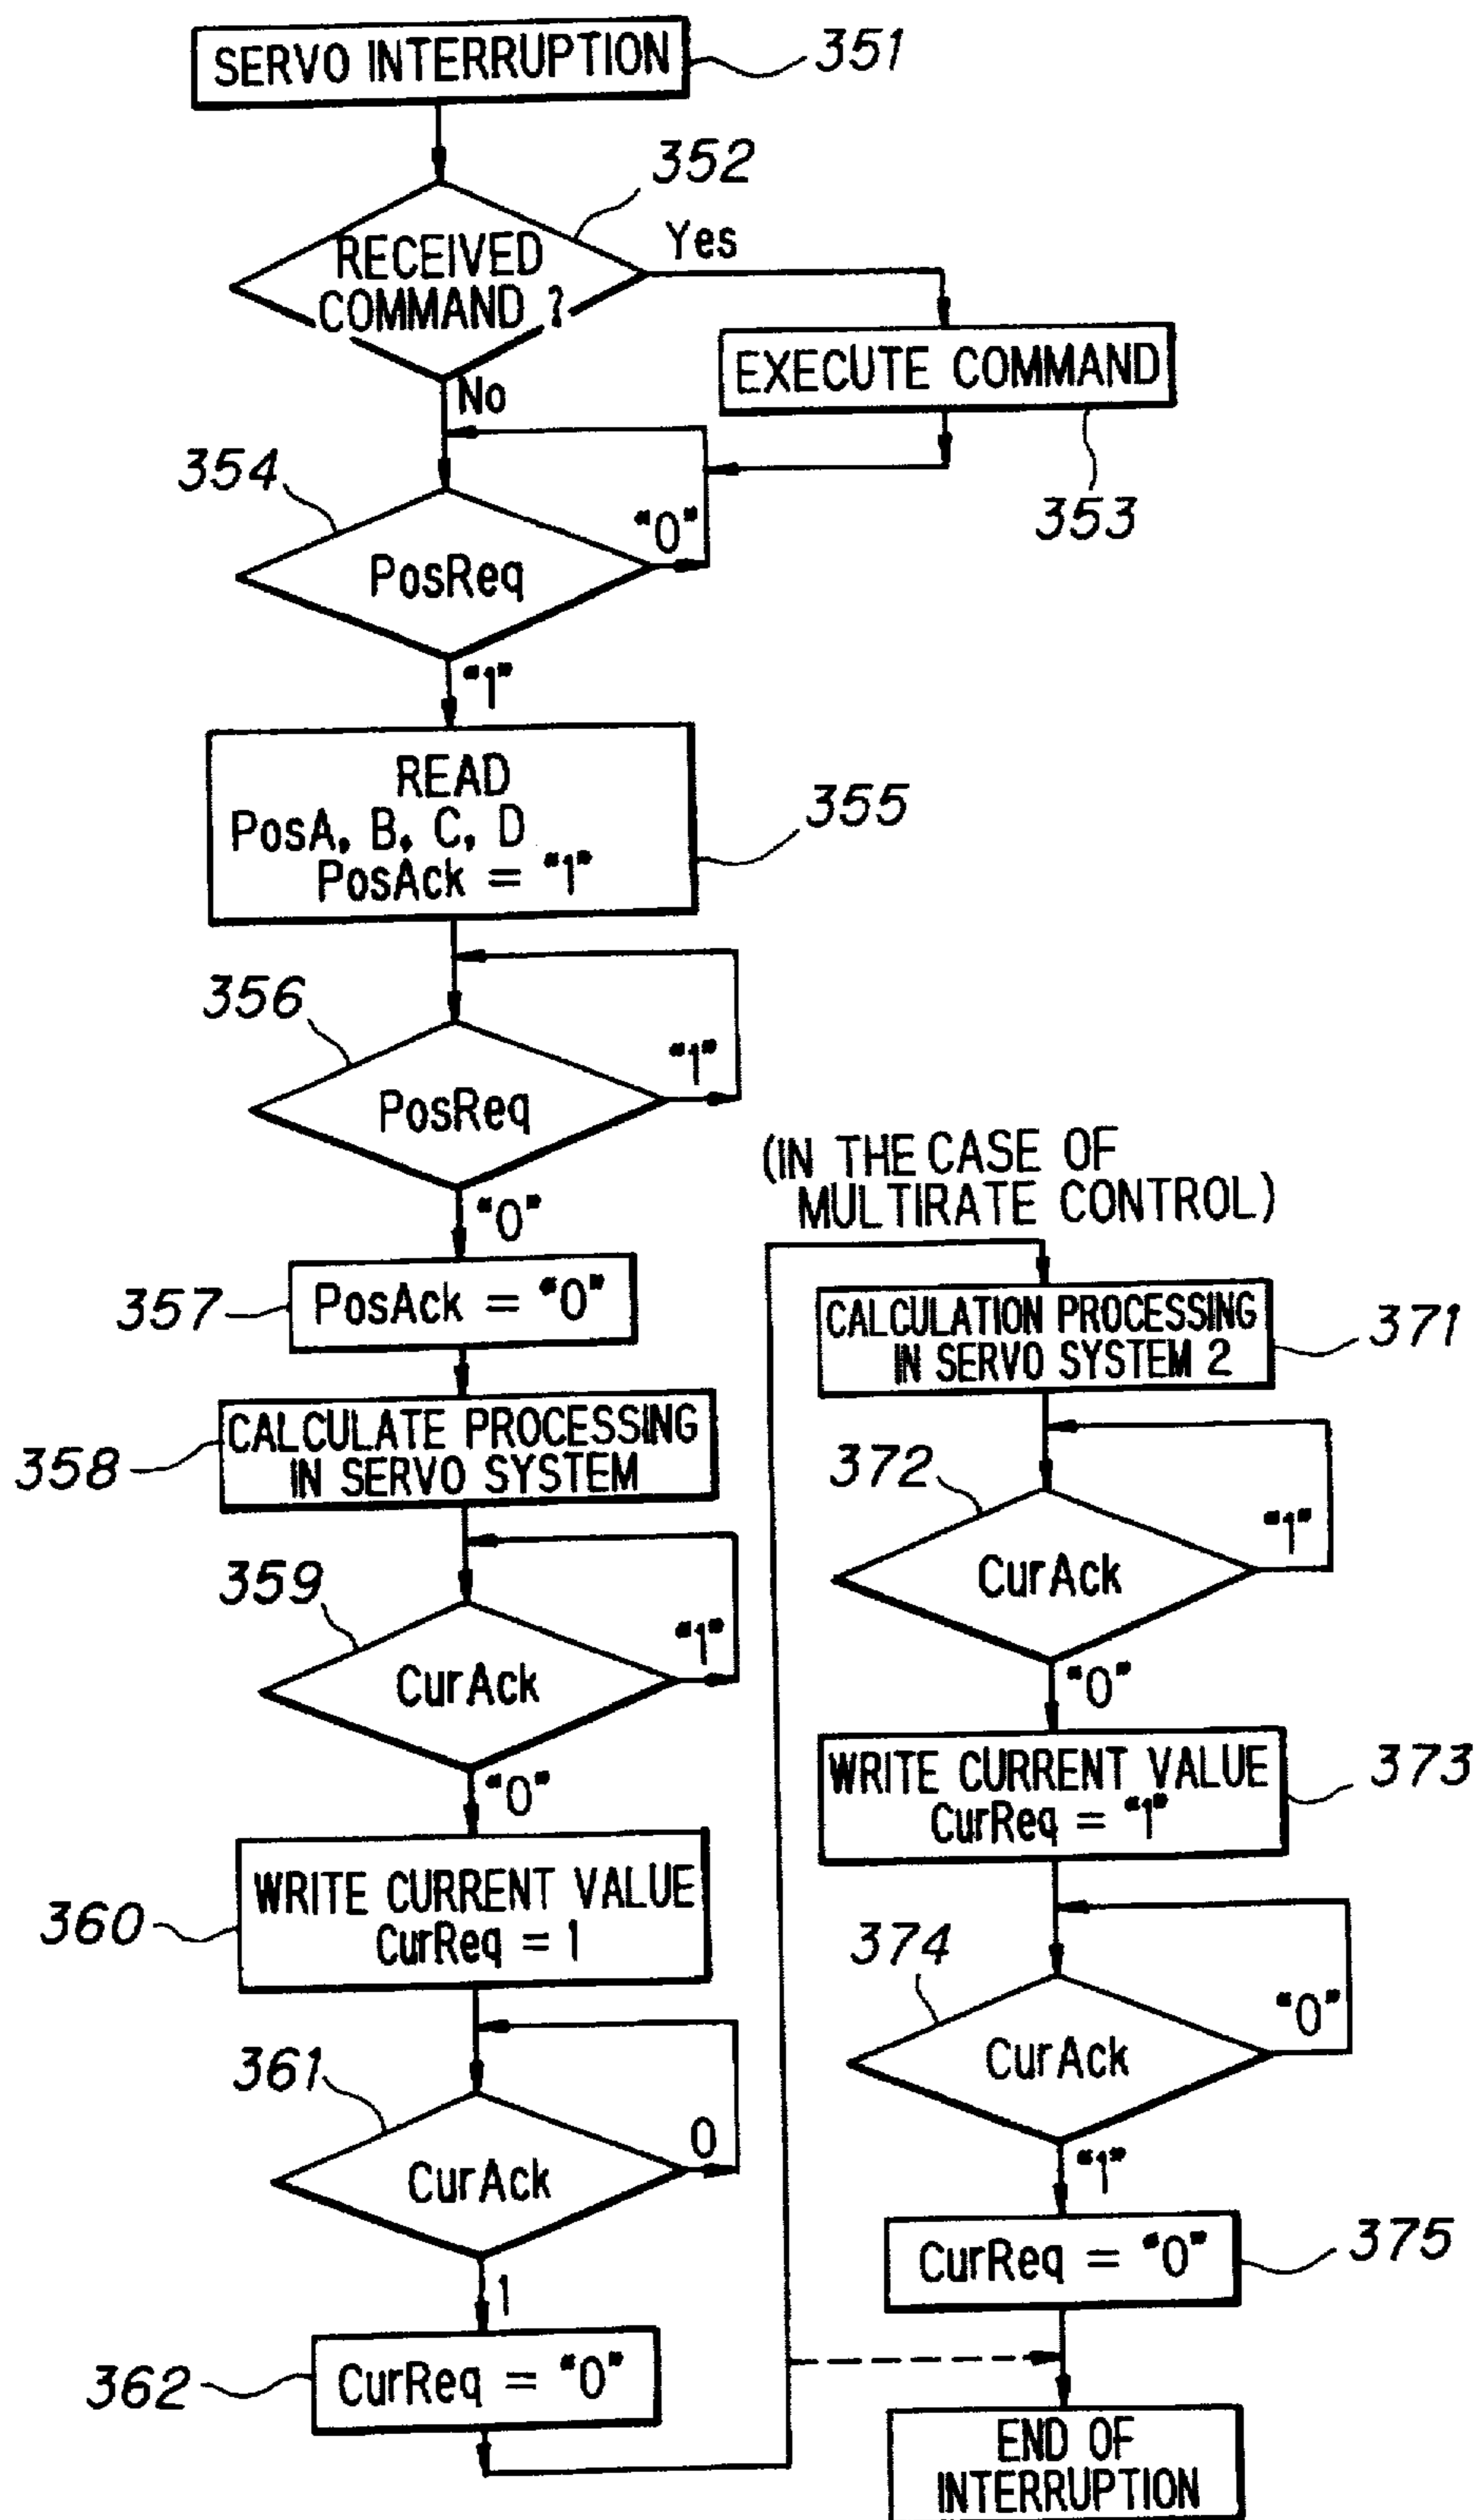 SERVO INTERRUPTION
351
352
RECEIVED
COMMAND ?
Yes
EXECUTE COMMAND
353
No
354
PosReq
"0"
"1"
READ
PosA, B, C, D
PosAck = "1"
355
356
PosReq
"1"
"0"
357
PosAck = "0"
358
CALCULATE PROCESSING
IN SERVO SYSTEM
359
CurAck
"1"
"0"
360
WRITE CURRENT VALUE
CurReq = 1
361
CurAck
0
1
362
CurReq = "0"
(IN THE CASE OF
MULTIRATE CONTROL)
CALCULATION PROCESSING
IN SERVO SYSTEM 2
371
372
CurAck
"1"
"0"
WRITE CURRENT VALUE
CurReq = "1"
373
374
CurAck
"0"
"1"
CurReq = "0"
375
END OF
INTERRUPTION